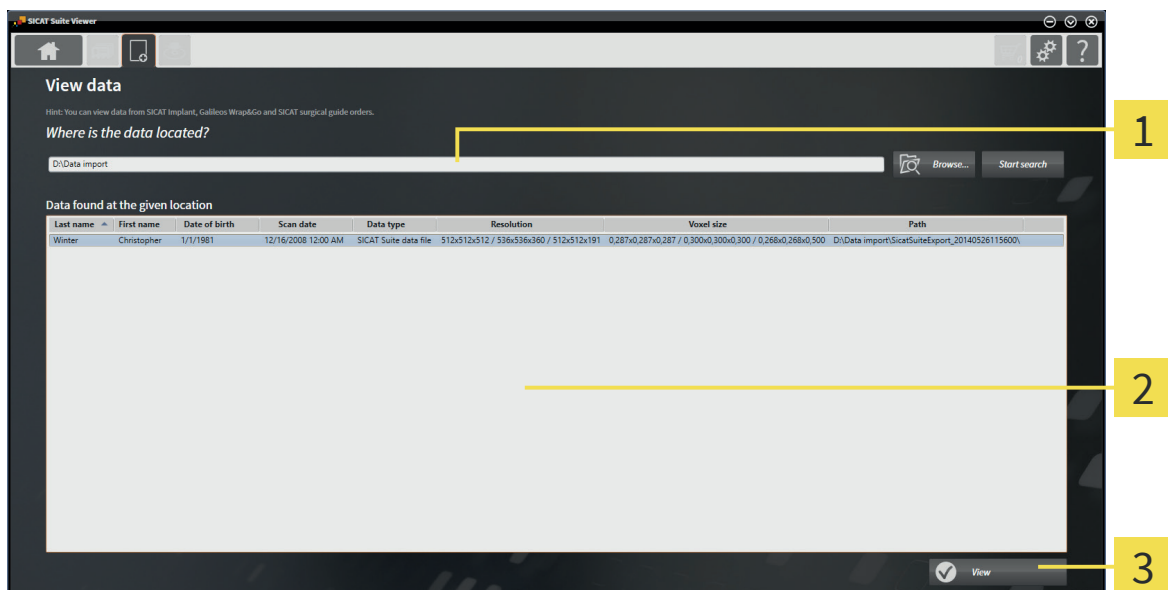 SICAT Suite Viewer
?
View data
Hint: You can view data from SICAT Implant, Galileos Wrap&Go and SICAT surgical guide orders.
Where is the data located?
1
D:\Data import
Browse...
Start search
Data found at the given location
Last name First name Date of birth Scan date Data type Resolution Voxel size Path
Winter Christopher 1/1/1981 12/16/2008 12:00 AM SICAT Suite data file 512x512x512 / 536x536x360 / 512x512x191 0,287x0,287x0,287 / 0,300x0,300x0,300 / 0,268x0,268x0,500 D:\Data import\SicatSuiteExport_20140526115600\
2
View
3